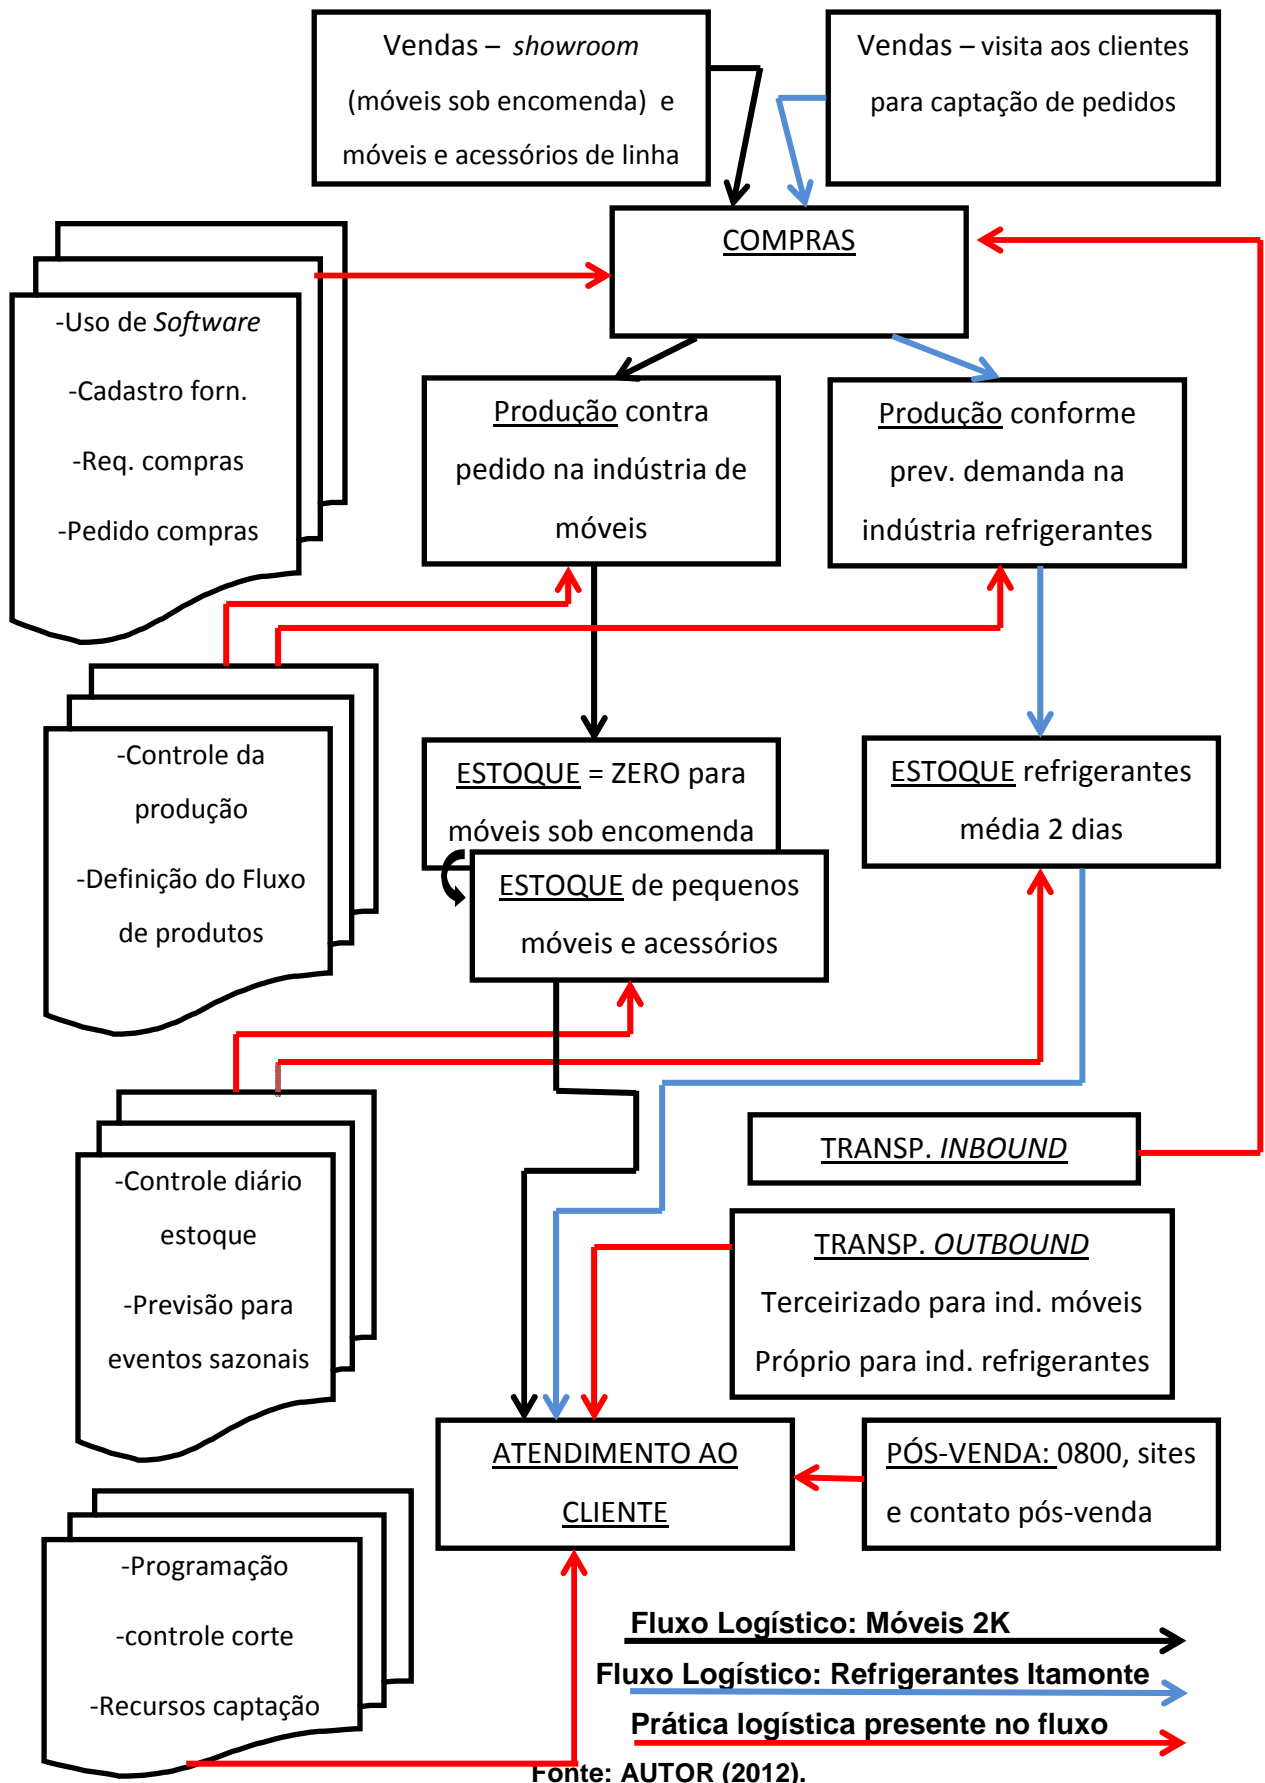 Vendas – showroom
(móveis sob encomenda) e
móveis e acessórios de linha
Vendas – visita aos clientes
para captação de pedidos
COMPRAS
-Uso de Software
-Cadastro forn.
-Req. compras
-Pedido compras
Produção contra
pedido na indústria de
móveis
Produção conforme
prev. demanda na
indústria refrigerantes
-Controle da
produção
-Definição do Fluxo
de produtos
ESTOQUE = ZERO para
móveis sob encomenda
ESTOQUE de pequenos
móveis e acessórios
ESTOQUE refrigerantes
média 2 dias
-Controle diário
estoque
-Previsão para
eventos sazonais
TRANSP. INBOUND
TRANSP. OUTBOUND
Terceirizado para ind. móveis
Próprio para ind. refrigerantes
ATENDIMENTO AO
CLIENTE
PÓS-VENDA: 0800, sites
e contato pós-venda
-Programação
-controle corte
-Recursos captação
Fluxo Logístico: Móveis 2K
Fluxo Logístico: Refrigerantes Itamonte
Prática logística presente no fluxo
Fonte: AUTOR (2012).